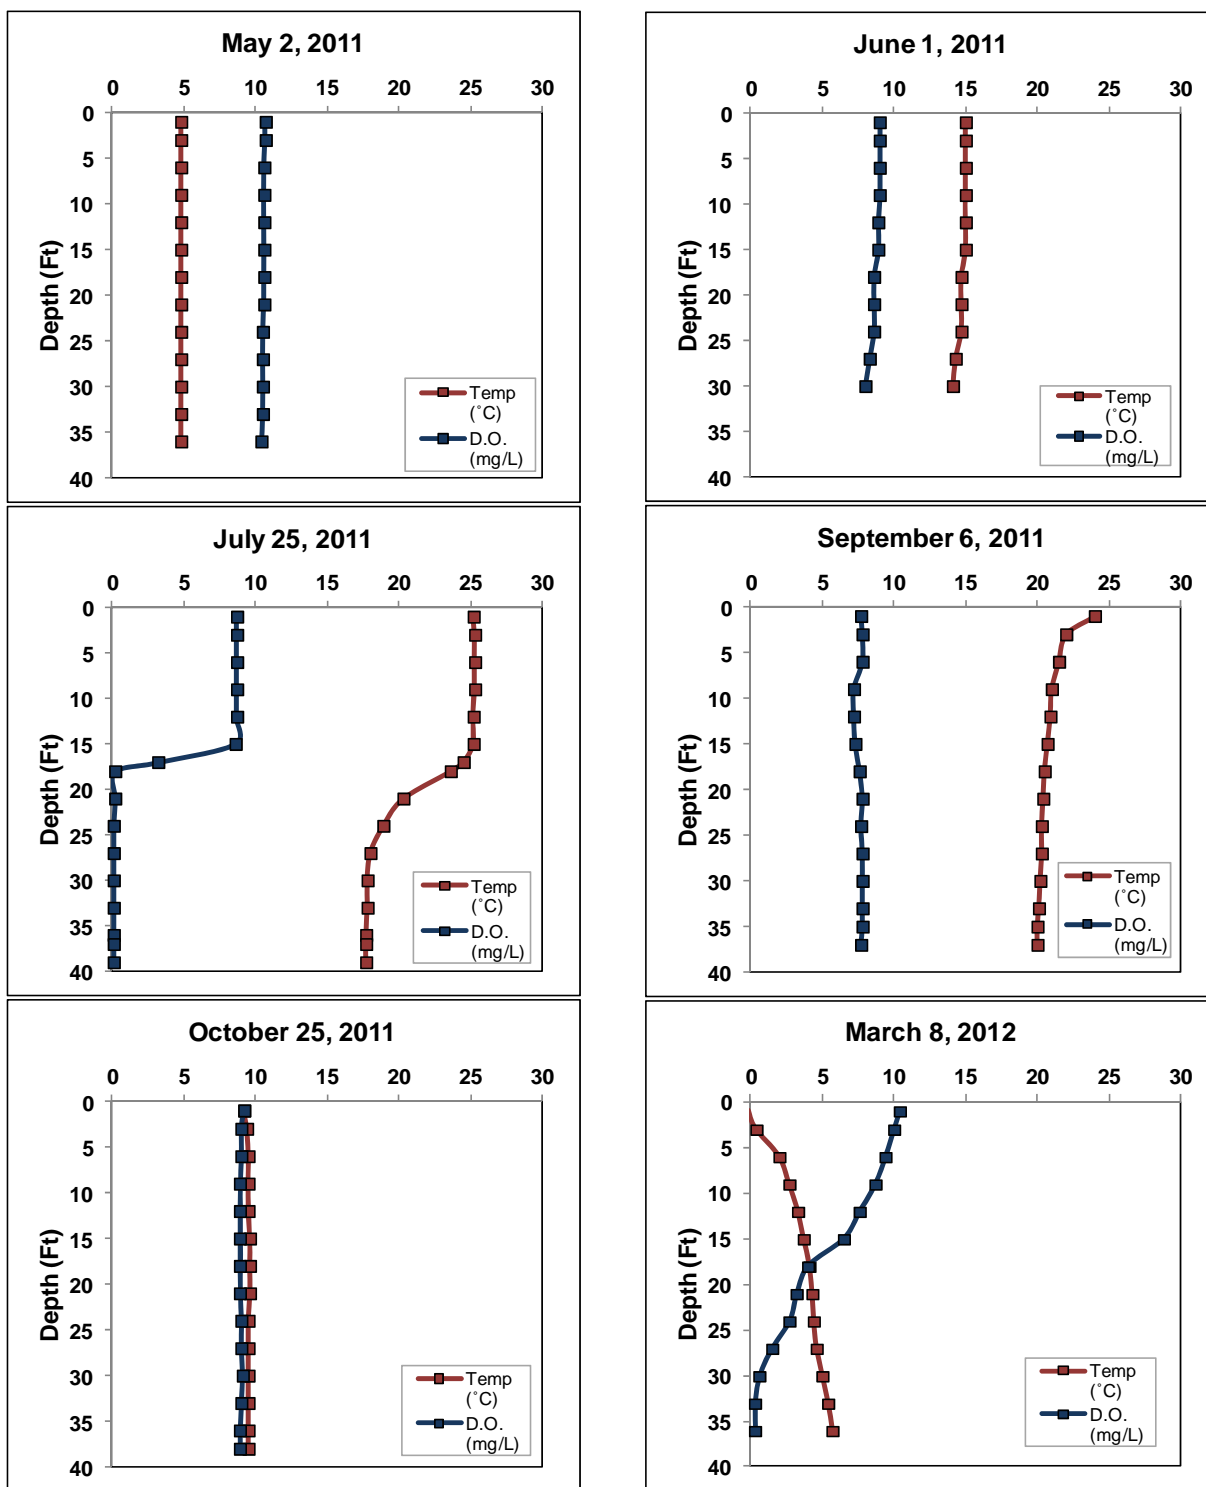 May 2, 2011
0 5 10 15 20 25 30
0
5
10
15
20
25
30
35
40
Depth (Ft)
Temp
(˚C)
D.O.
(mg/L)
June 1, 2011
0 5 10 15 20 25 30
0
5
10
15
20
25
30
35
40
Depth (Ft)
Temp
(˚C)
D.O.
(mg/L)
July 25, 2011
0 5 10 15 20 25 30
0
5
10
15
20
25
30
35
40
Depth (Ft)
Temp
(˚C)
D.O.
(mg/L)
September 6, 2011
0 5 10 15 20 25 30
0
5
10
15
20
25
30
35
40
Depth (Ft)
Temp
(˚C)
D.O.
(mg/L)
October 25, 2011
0 5 10 15 20 25 30
0
5
10
15
20
25
30
35
40
Depth (Ft)
Temp
(˚C)
D.O.
(mg/L)
March 8, 2012
0 5 10 15 20 25 30
0
5
10
15
20
25
30
35
40
Depth (Ft)
Temp
(˚C)
D.O.
(mg/L)